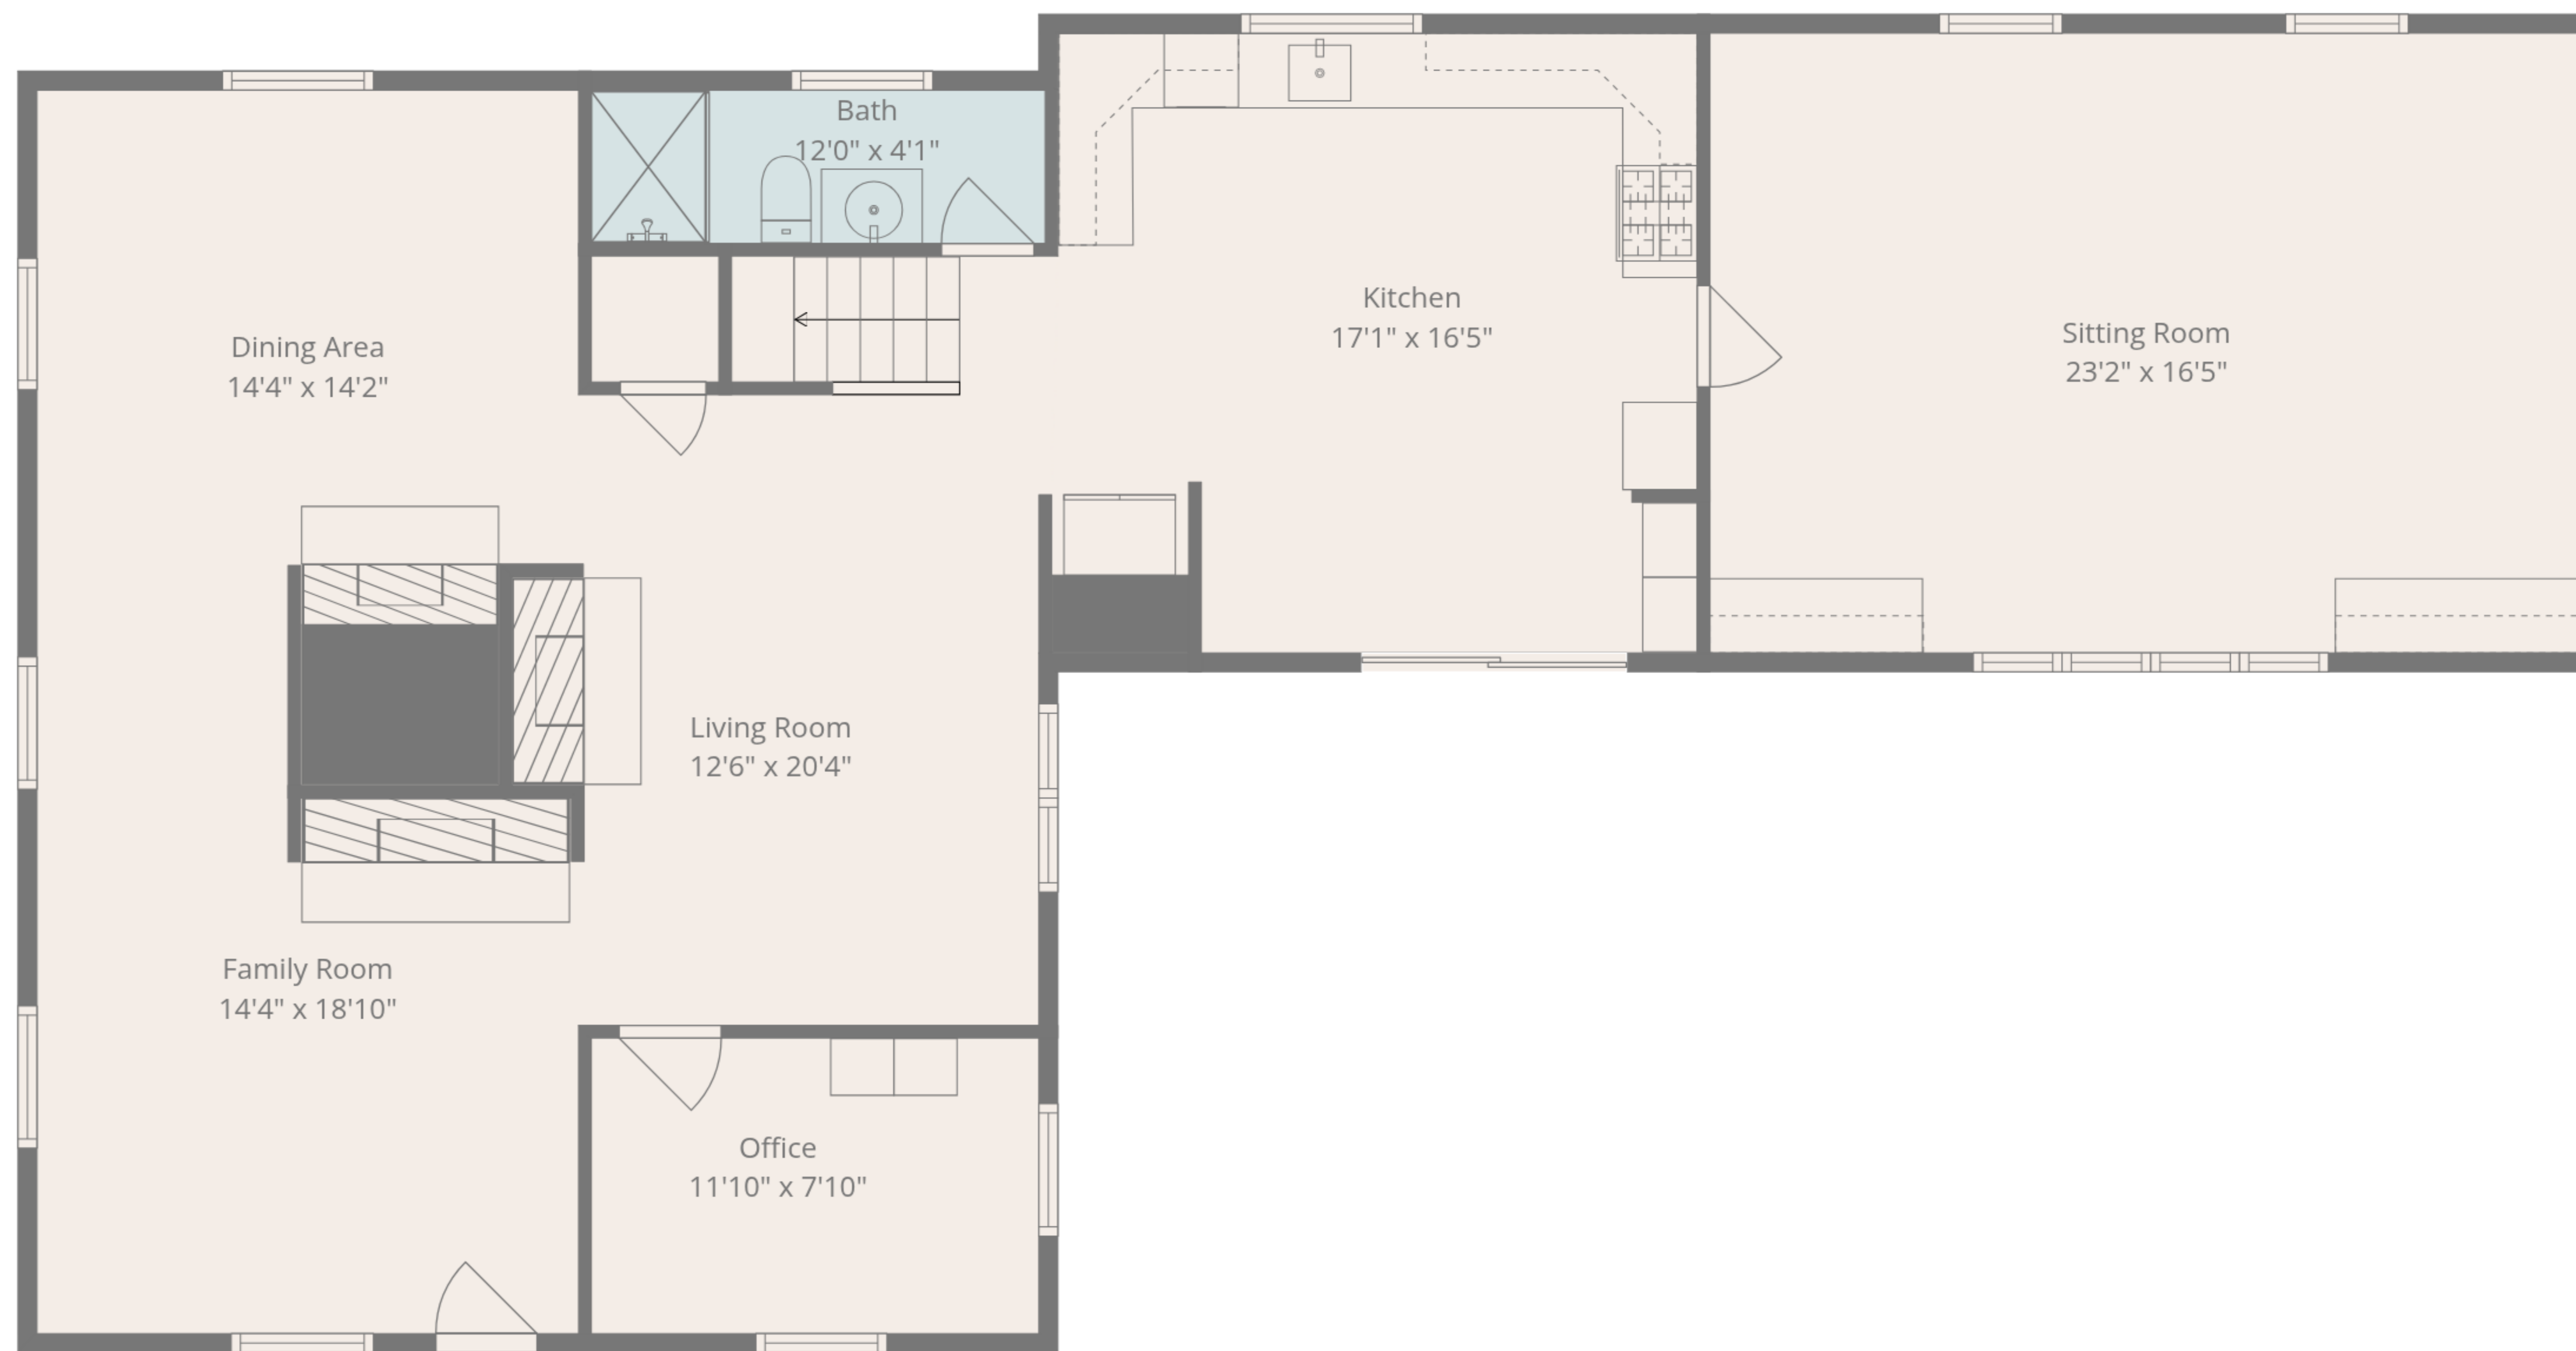 Bath
12'0" x 4'1"
Kitchen
17'1" x 16'5"
Sitting Room
23'2" x 16'5"
Dining Area
14'4" x 14'2"
Living Room
12'6" x 20'4"
Family Room
14'4" x 18'10"
Office
11'10" x 7'10"